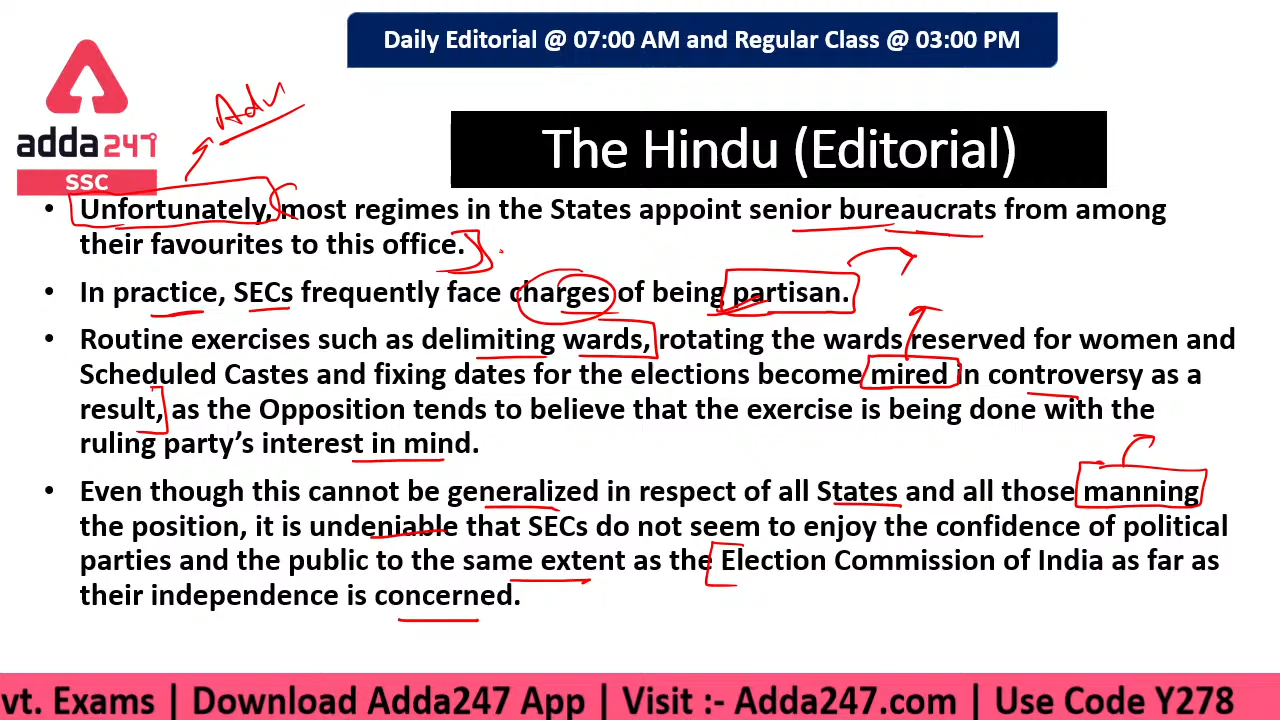 Daily Editorial @ 07:00 AM and Regular Class @ 03:00 PM
Adv
adda247
SSC
The Hindu (Editorial)
• Unfortunately, most regimes in the States appoint senior bureaucrats from among
their favourites to this office.
• In practice, SECs frequently face charges of being partisan.
• Routine exercises such as delimiting wards, rotating the wards reserved for women and
Scheduled Castes and fixing dates for the elections become mired in controversy as a
result, as the Opposition tends to believe that the exercise is being done with the
ruling party's interest in mind.
• Even though this cannot be generalized in respect of all States and all those manning
the position, it is undeniable that SECs do not seem to enjoy the confidence of political
parties and the public to the same extent as the Election Commission of India as far as
their independence is concerned.
vt. Exams | Download Adda247 App | Visit :- Adda247.com | Use Code Y278